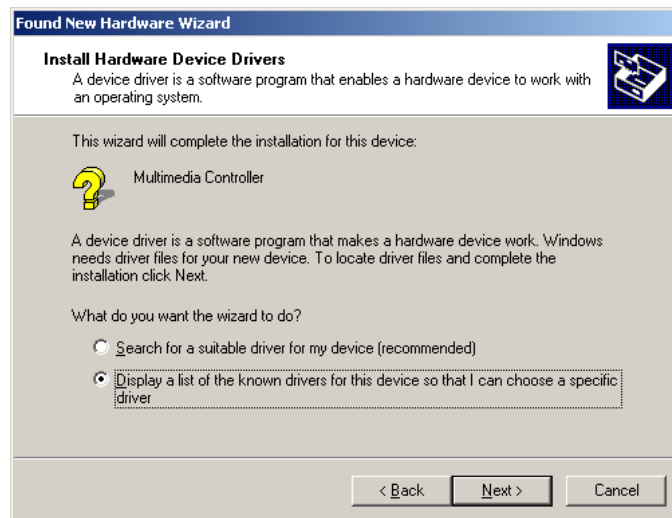 Found New Hardware Wizard
Install Hardware Device Drivers
A device driver is a software program that enables a hardware device to work with
an operating system.
This wizard will complete the installation for this device:
Multimedia Controller
A device driver is a software program that makes a hardware device work. Windows
needs driver files for your new device. To locate driver files and complete the
installation click Next.
What do you want the wizard to do?
Search for a suitable driver for my device (recommended)
Display a list of the known drivers for this device so that I can choose a specific
driver
< Back Next > Cancel